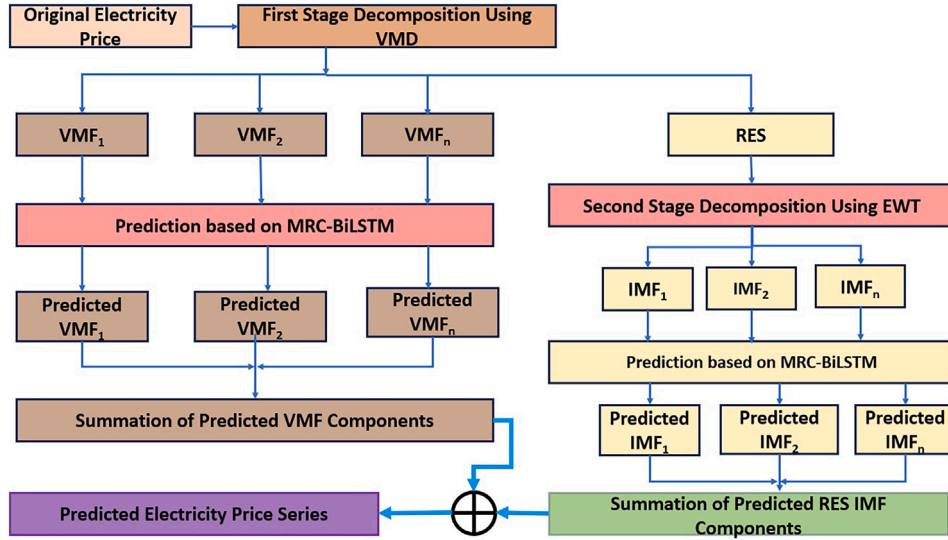 Original Electricity
Price
First Stage Decomposition Using
VMD
VMF1
VMF2
VMFn
RES
Prediction based on MRC-BiLSTM
Second Stage Decomposition Using EWT
IMF1
IMF2
IMFn
Predicted
VMF1
Predicted
VMF2
Predicted
VMFn
Prediction based on MRC-BiLSTM
Summation of Predicted VMF Components
Predicted
IMF1
Predicted
IMF2
Predicted
IMFn
Predicted Electricity Price Series
Summation of Predicted RES IMF
Components